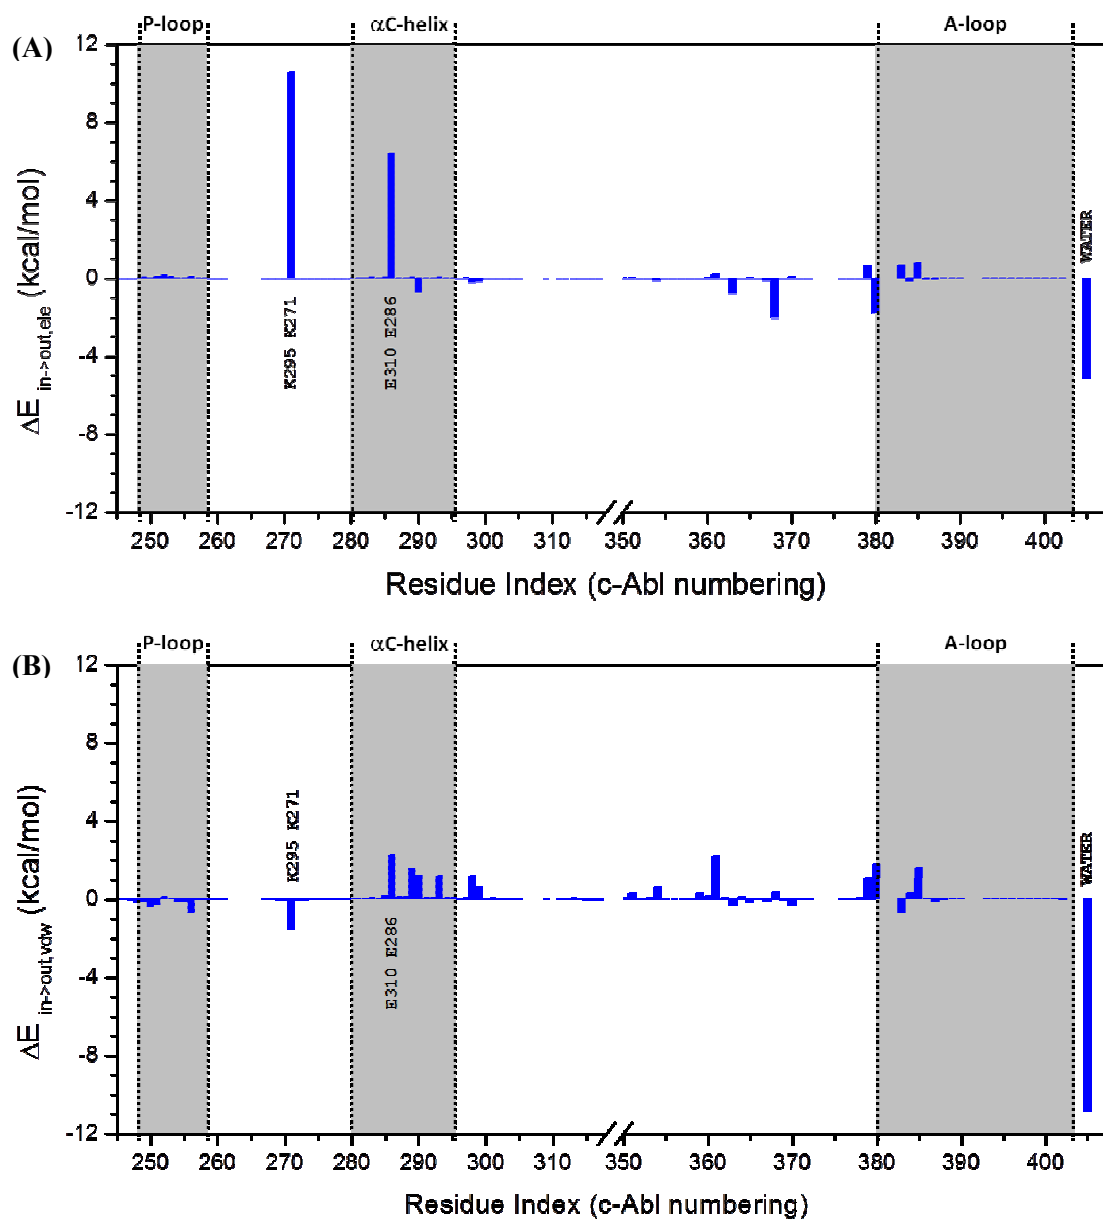 (A)
P-loop αC-helix A-loop
12
8
4
0
-4
-8
-12
ΔE in->out,ele (kcal/mol)
K295 K271
E310 E286
WATER
250 260 270 280 290 300 310 350 360 370 380 390 400
Residue Index (c-Abl numbering)
(B)
P-loop αC-helix A-loop
12
8
4
0
-4
-8
-12
ΔE in->out,vdw (kcal/mol)
K295 K271
E310 E286
WATER
250 260 270 280 290 300 310 350 360 370 380 390 400
Residue Index (c-Abl numbering)